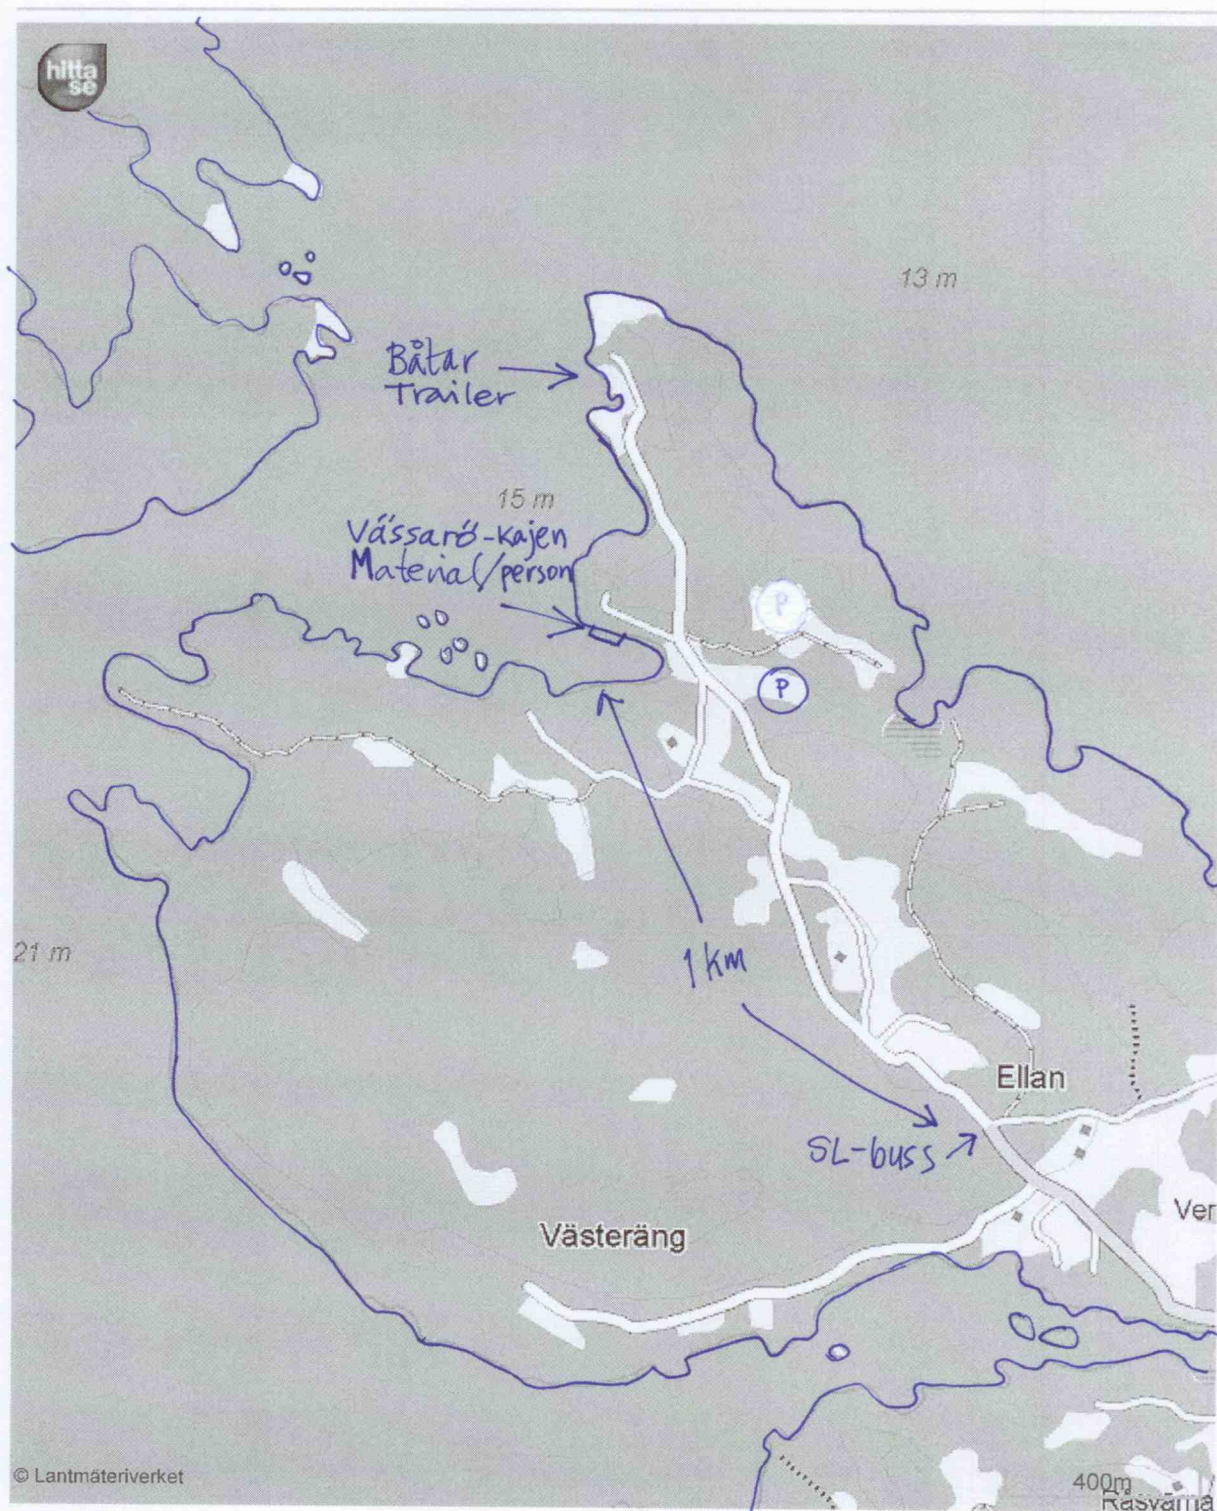 hitta
se
13 m
Båtar
Trailer
15 m
Vässarö-kajen
Material/person
P
P
21 m
1 km
Ellan
SL-buss
Ver
Västeräng
© Lantmäteriverket
400m
Råsvarna